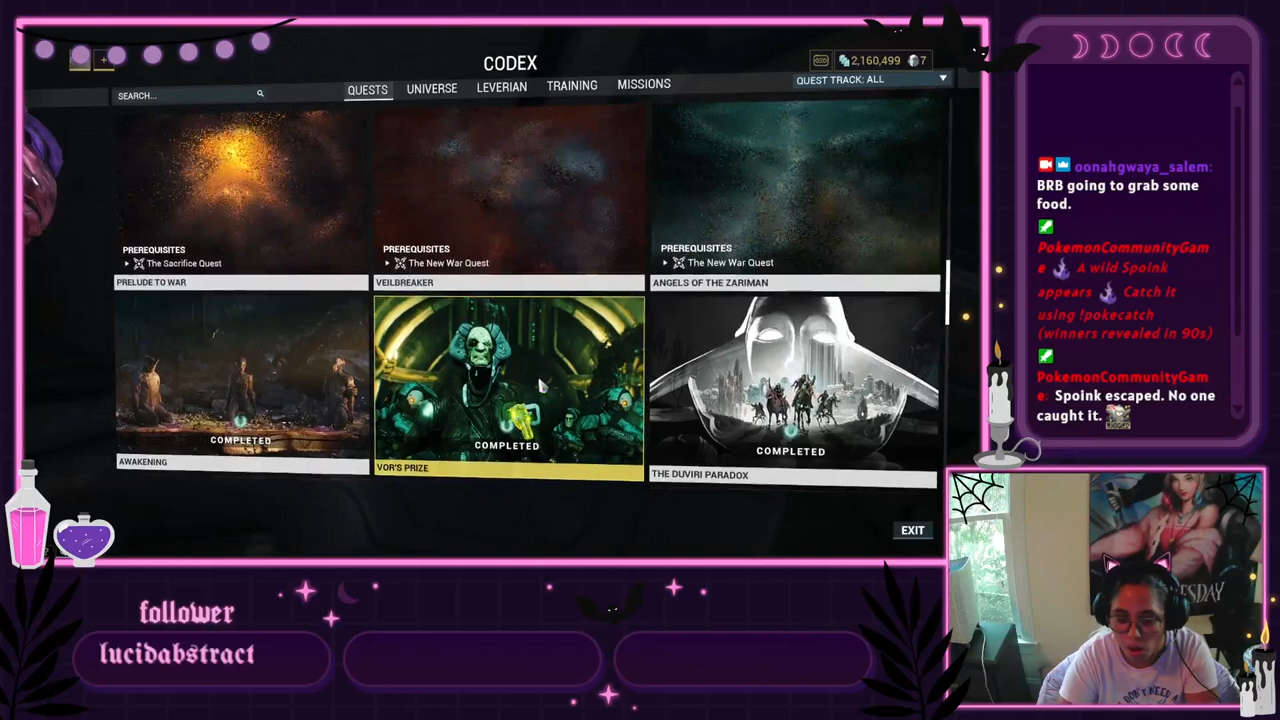 CODEX
2,160,499 7
SEARCH...
QUESTS UNIVERSE LEVERIAN TRAINING MISSIONS
QUEST TRACK: ALL
PREREQUISITES
The Sacrifice Quest
PRELUDE TO WAR
PREREQUISITES
The New War Quest
VEILBREAKER
PREREQUISITES
The New War Quest
ANGELS OF THE ZARIMAN
COMPLETED
AWAKENING
COMPLETED
VOR'S PRIZE
COMPLETED
THE DUVIRI PARADOX
EXIT
oonahgwaya_salem:
BRB going to grab some
food.
PokemonCommunityGam
e: A wild Spoink
appears Catch it
using !pokecatch
(winners revealed in 90s)
PokemonCommunityGam
e: Spoink escaped. No one
caught it.
follower
lucidabstract